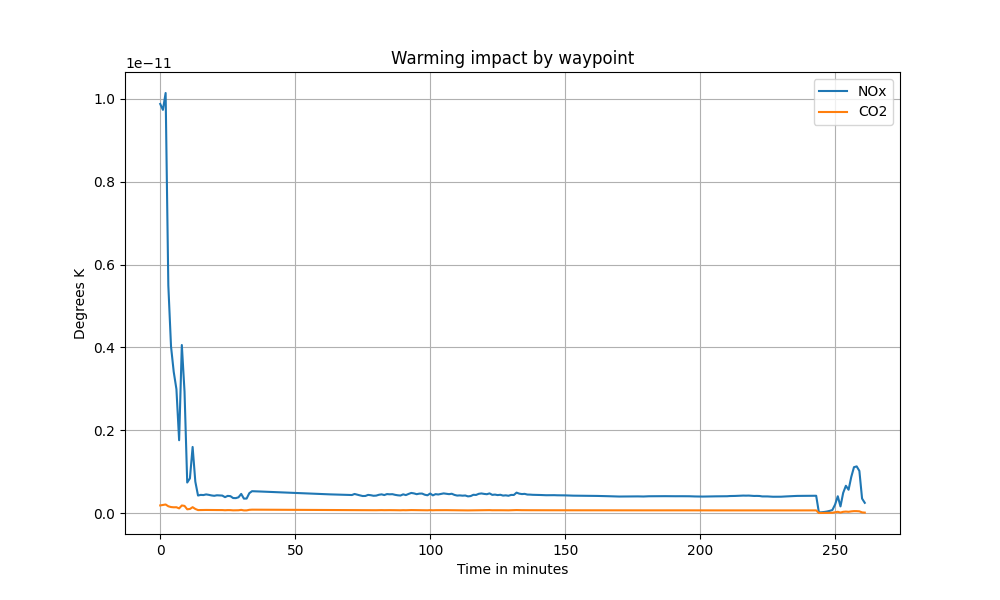 Warming impact by waypoint
1e−11
1.0
0.8
0.6
0.4
0.2
0.0
Degrees K
NOx
CO2
0 50 100 150 200 250
Time in minutes